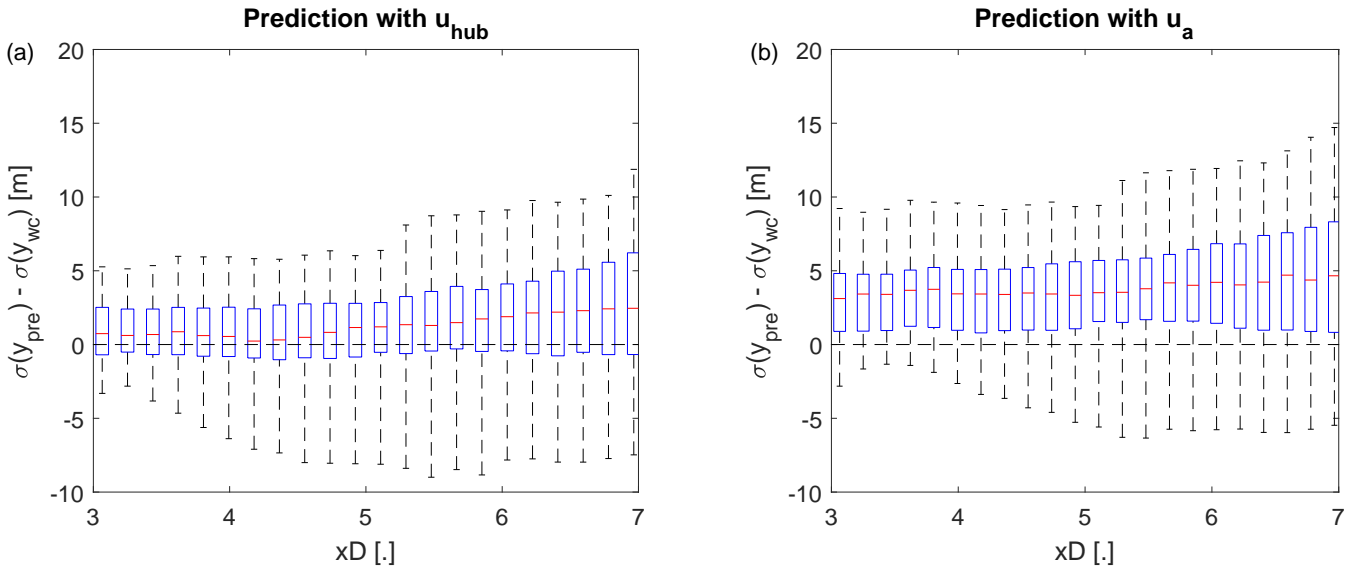 Prediction with u_hub
(a)
20
15
10
5
0
-5
-10
σ(y_pre) - σ(y_wc) [m]
3 4 5 6 7
xD [.]
Prediction with u_a
(b)
20
15
10
5
0
-5
-10
σ(y_pre) - σ(y_wc) [m]
3 4 5 6 7
xD [.]